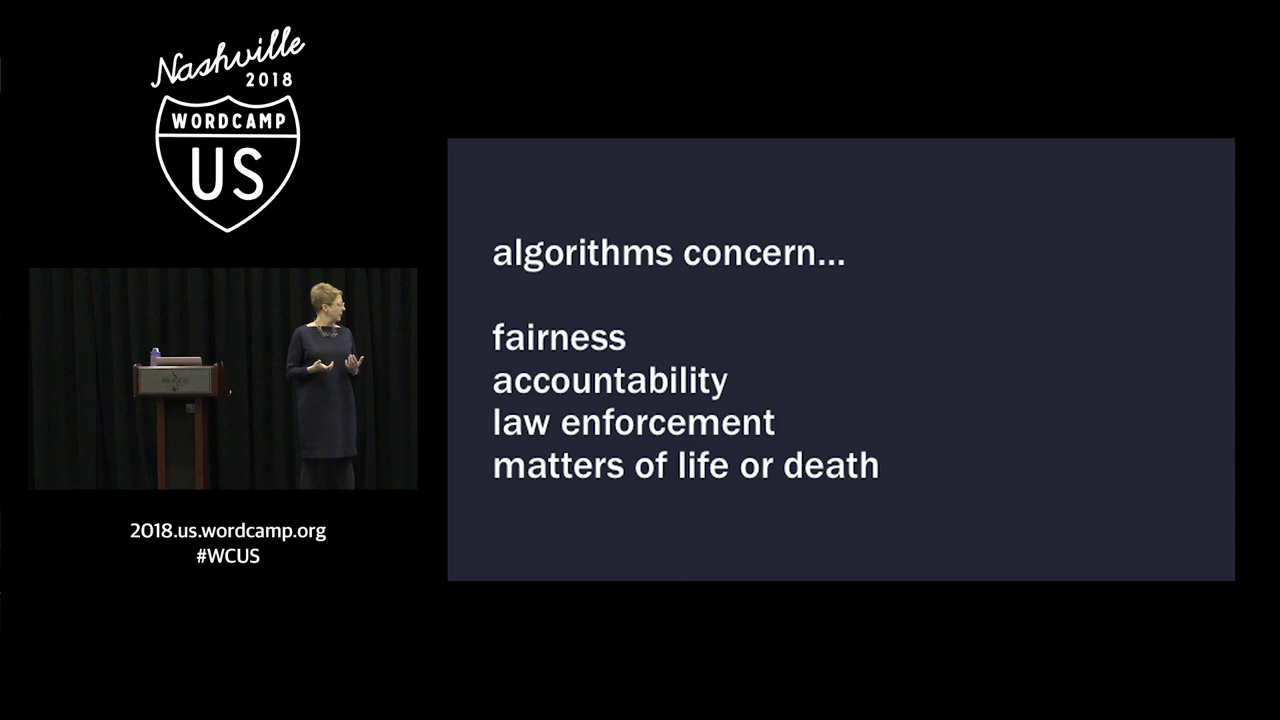 Nashville
2018
WORDCAMP
US
algorithms concern...
fairness
accountability
law enforcement
matters of life or death
2018.us.wordcamp.org
#WCUS